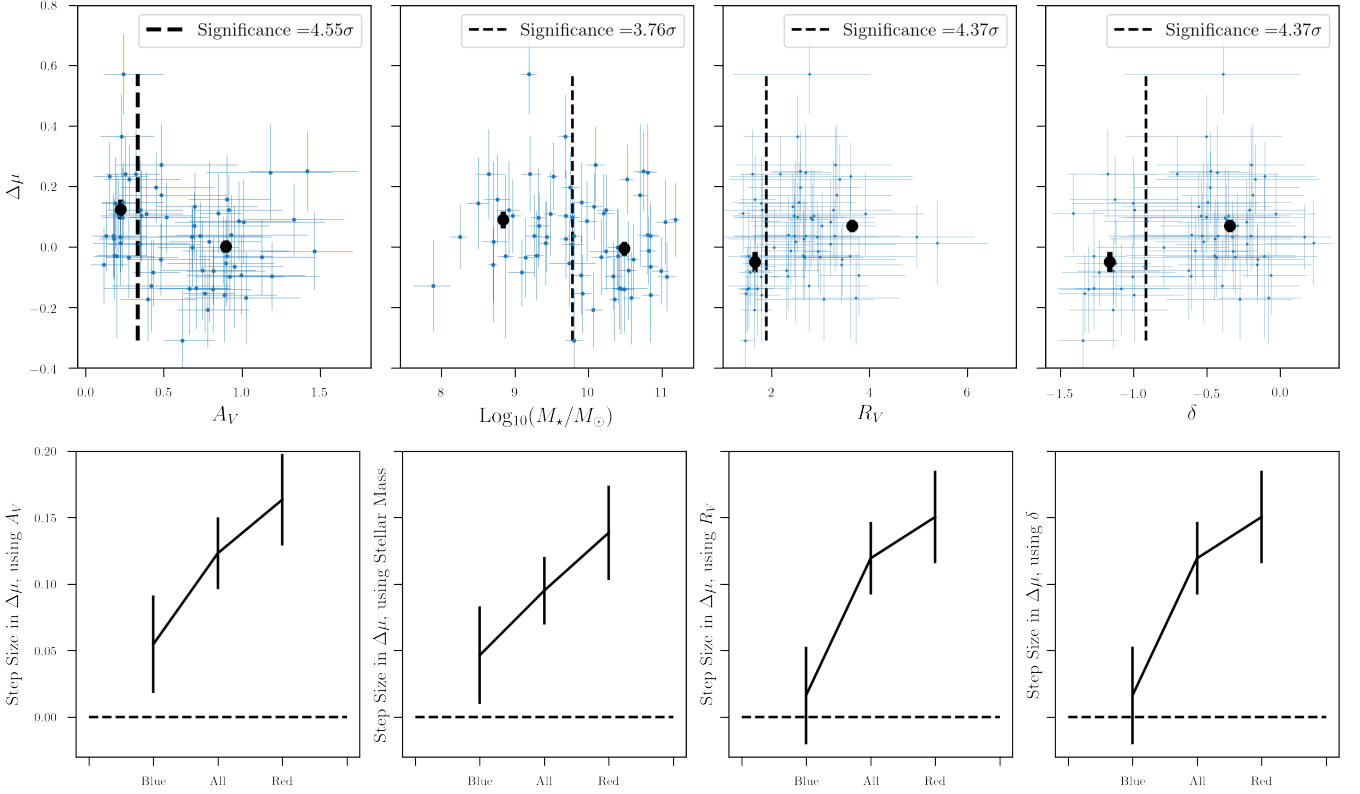 Significance =4.55σ
Significance =3.76σ
Significance =4.37σ
Significance =4.37σ
0.8
0.6
0.4
0.2
0.0
−0.2
−0.4
Δμ
0.0 0.5 1.0 1.5
8 9 10 11
2 4 6
−1.5 −1.0 −0.5 0.0
A_V
Log₁₀(M⋆/M⊙)
R_V
δ
0.20
0.15
0.10
0.05
0.00
Step Size in Δμ, using A_V
Step Size in Δμ, using Stellar Mass
Step Size in Δμ, using R_V
Step Size in Δμ, using δ
Blue All Red
Blue All Red
Blue All Red
Blue All Red